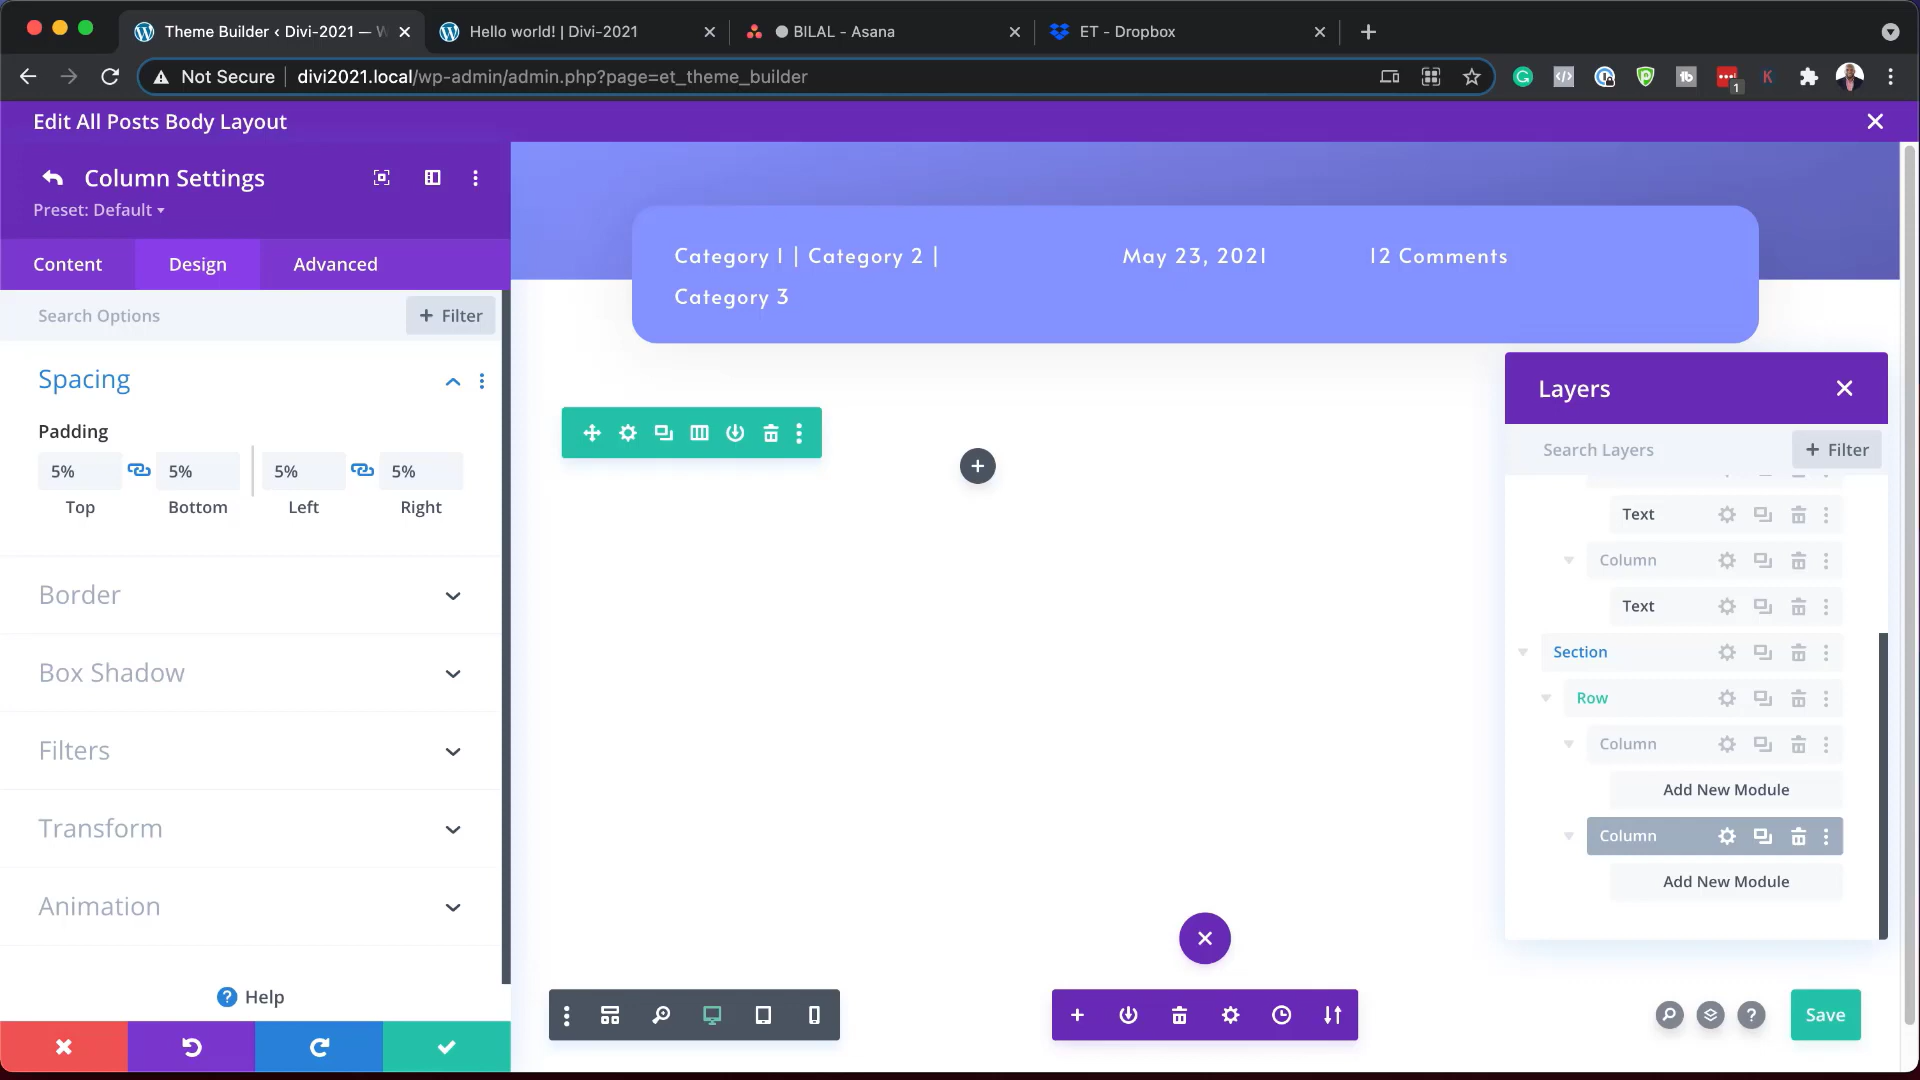 Theme Builder ‹ Divi-2021 — W
Hello world! | Divi-2021
BILAL - Asana
ET - Dropbox
Not Secure
divi2021.local/wp-admin/admin.php?page=et_theme_builder
1
Edit All Posts Body Layout
Column Settings
Preset: Default
Content
Design
Advanced
Search Options
+ Filter
Spacing
Padding
5%
5%
5%
5%
Top
Bottom
Left
Right
Border
Box Shadow
Filters
Transform
Animation
? Help
Category 1 | Category 2 |
Category 3
May 23, 2021
12 Comments
Layers
Search Layers
+ Filter
Text
Column
Text
Section
Row
Column
Add New Module
Column
Add New Module
?
Save